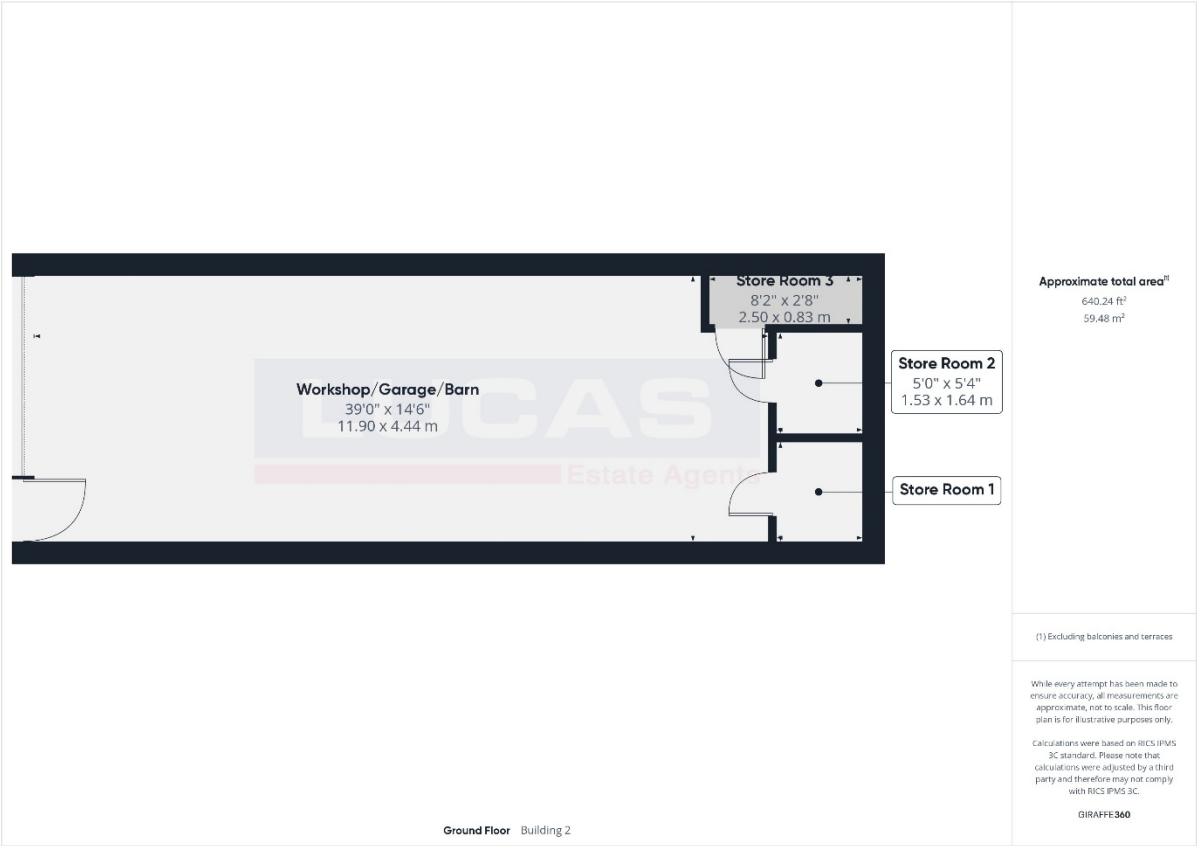 Store Room 3
8'2" x 2'8"
2.50 x 0.83 m
Workshop/Garage/Barn
39'0" x 14'6"
11.90 x 4.44 m
LUCAS
Estate Agents
Store Room 2
5'0" x 5'4"
1.53 x 1.64 m
Store Room 1
Ground Floor Building 2
Approximate total area(1)
640.24 ft²
59.48 m²
(1) Excluding balconies and terraces
While every attempt has been made to
ensure accuracy, all measurements are
approximate, not to scale. This floor
plan is for illustrative purposes only.
Calculations were based on RICS IPMS
3C standard. Please note that
calculations were adjusted by a third
party and therefore may not comply
with RICS IPMS 3C.
GIRAFFE360